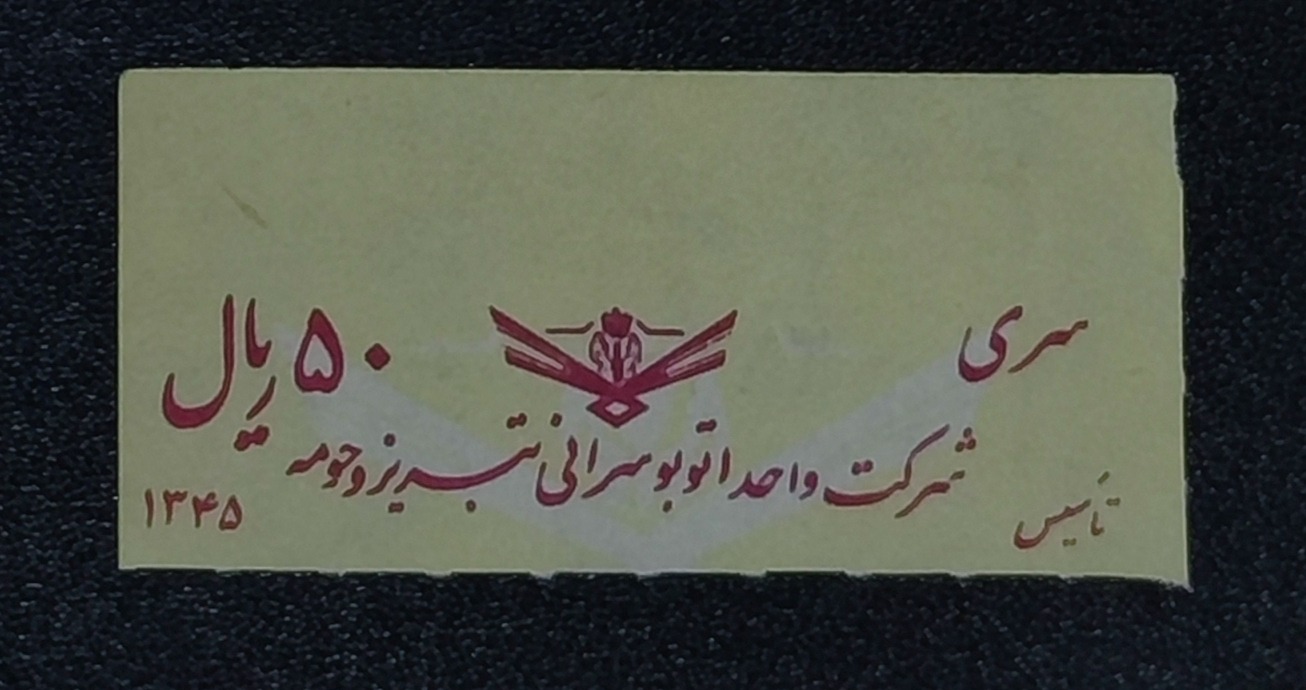 سری
۵۰ ریال
شرکت واحد اتوبوسرانی تبریز و حومه
تأسیس
۱۳۴۵